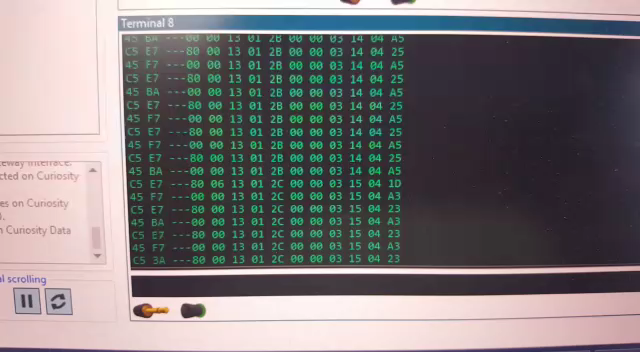 Terminal 8
45 BA ---00 00 13 01 2B 00 00 03 14 04 A5
C5 E7 ---80 00 13 01 2B 00 00 03 14 04 25
45 F7 ---00 00 13 01 2B 00 00 03 14 04 A5
C5 E7 ---80 00 13 01 2B 00 00 03 14 04 25
45 BA ---00 00 13 01 2B 00 00 03 14 04 A5
C5 E7 ---80 00 13 01 2B 00 00 03 14 04 25
45 F7 ---00 00 13 01 2B 00 00 03 14 04 A5
C5 E7 ---80 00 13 01 2B 00 00 03 14 04 25
45 F7 ---00 00 13 01 2B 00 00 03 14 04 A5
C5 E7 ---80 00 13 01 2B 00 00 03 14 04 25
45 BA ---00 00 13 01 2B 00 00 03 14 04 A5
C5 E7 ---80 06 13 01 2C 00 00 03 15 04 1D
45 F7 ---00 00 13 01 2C 00 00 03 15 04 A3
C5 E7 ---80 00 13 01 2C 00 00 03 15 04 23
45 BA ---00 00 13 01 2C 00 00 03 15 04 A3
C5 E7 ---80 00 13 01 2C 00 00 03 15 04 23
45 F7 ---00 00 13 01 2C 00 00 03 15 04 A3
C5 3A ---80 00 13 01 2C 00 00 03 15 04 23
eway interface.
cted on Curiosity
es on Curiosity
n Curiosity Data
al scrolling